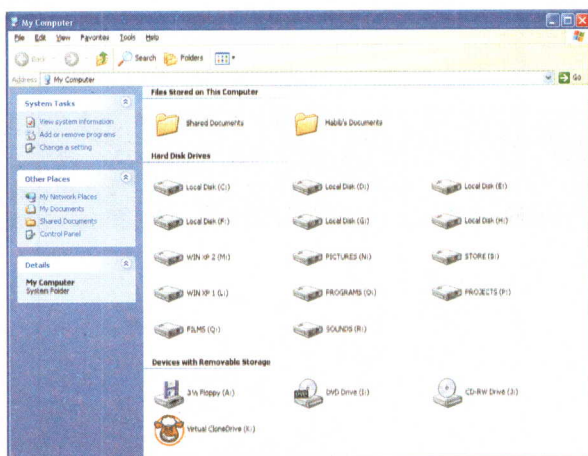 My Computer
File Edit View Favorites Tools Help
Back Search Folders
Address My Computer Go
System Tasks
View system information
Add or remove programs
Change a setting
Other Places
My Network Places
My Documents
Shared Documents
Control Panel
Details
My Computer
System Folder
Files Stored on This Computer
Shared Documents Habib's Documents
Hard Disk Drives
Local Disk (C:) Local Disk (D:) Local Disk (E:)
Local Disk (F:) Local Disk (G:) Local Disk (H:)
WIN XP 2 (M:) PICTURES (N:) STORE (S:)
WIN XP 1 (L:) PROGRAMS (O:) PROJECTS (P:)
FILMS (Q:) SOUNDS (R:)
Devices with Removable Storage
3½ Floppy (A:) DVD Drive (I:) CD-RW Drive (J:)
DVD
Virtual CloneDrive (K:)